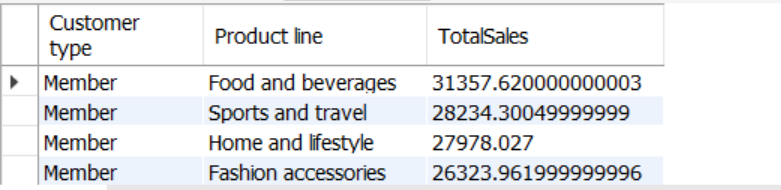 Customer type Product line TotalSales
Member Food and beverages 31357.620000000003
Member Sports and travel 28234.30049999999
Member Home and lifestyle 27978.027
Member Fashion accessories 26323.961999999996